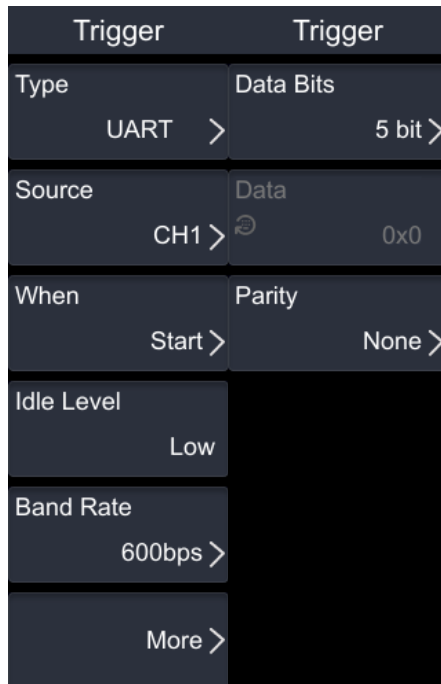 Trigger
Type
UART
Source
CH1
When
Start
Idle Level
Low
Band Rate
600bps
More
Trigger
Data Bits
5 bit
Data
0x0
Parity
None